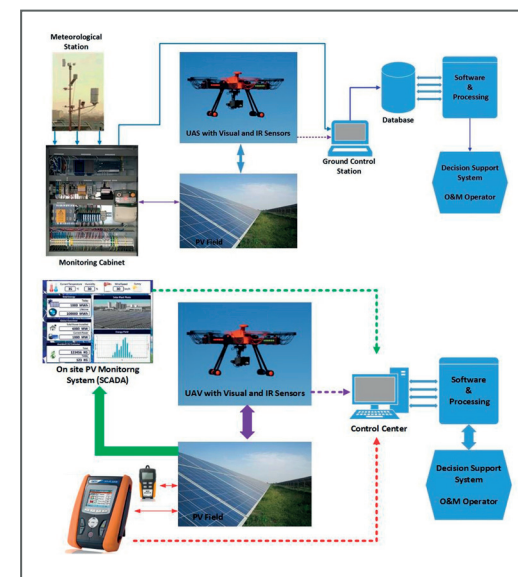 Meteorological
Station
UAS with Visual and IR Sensors
Ground Control
Station
Database
Software
&
Processing
Decision Support
System
O&M Operator
PV Field
Monitoring Cabinet
On site PV Monitorng
System (SCADA)
UAV with Visual and IR Sensors
Control Center
Software
&
Processing
Decision Support
System
O&M Operator
PV Field